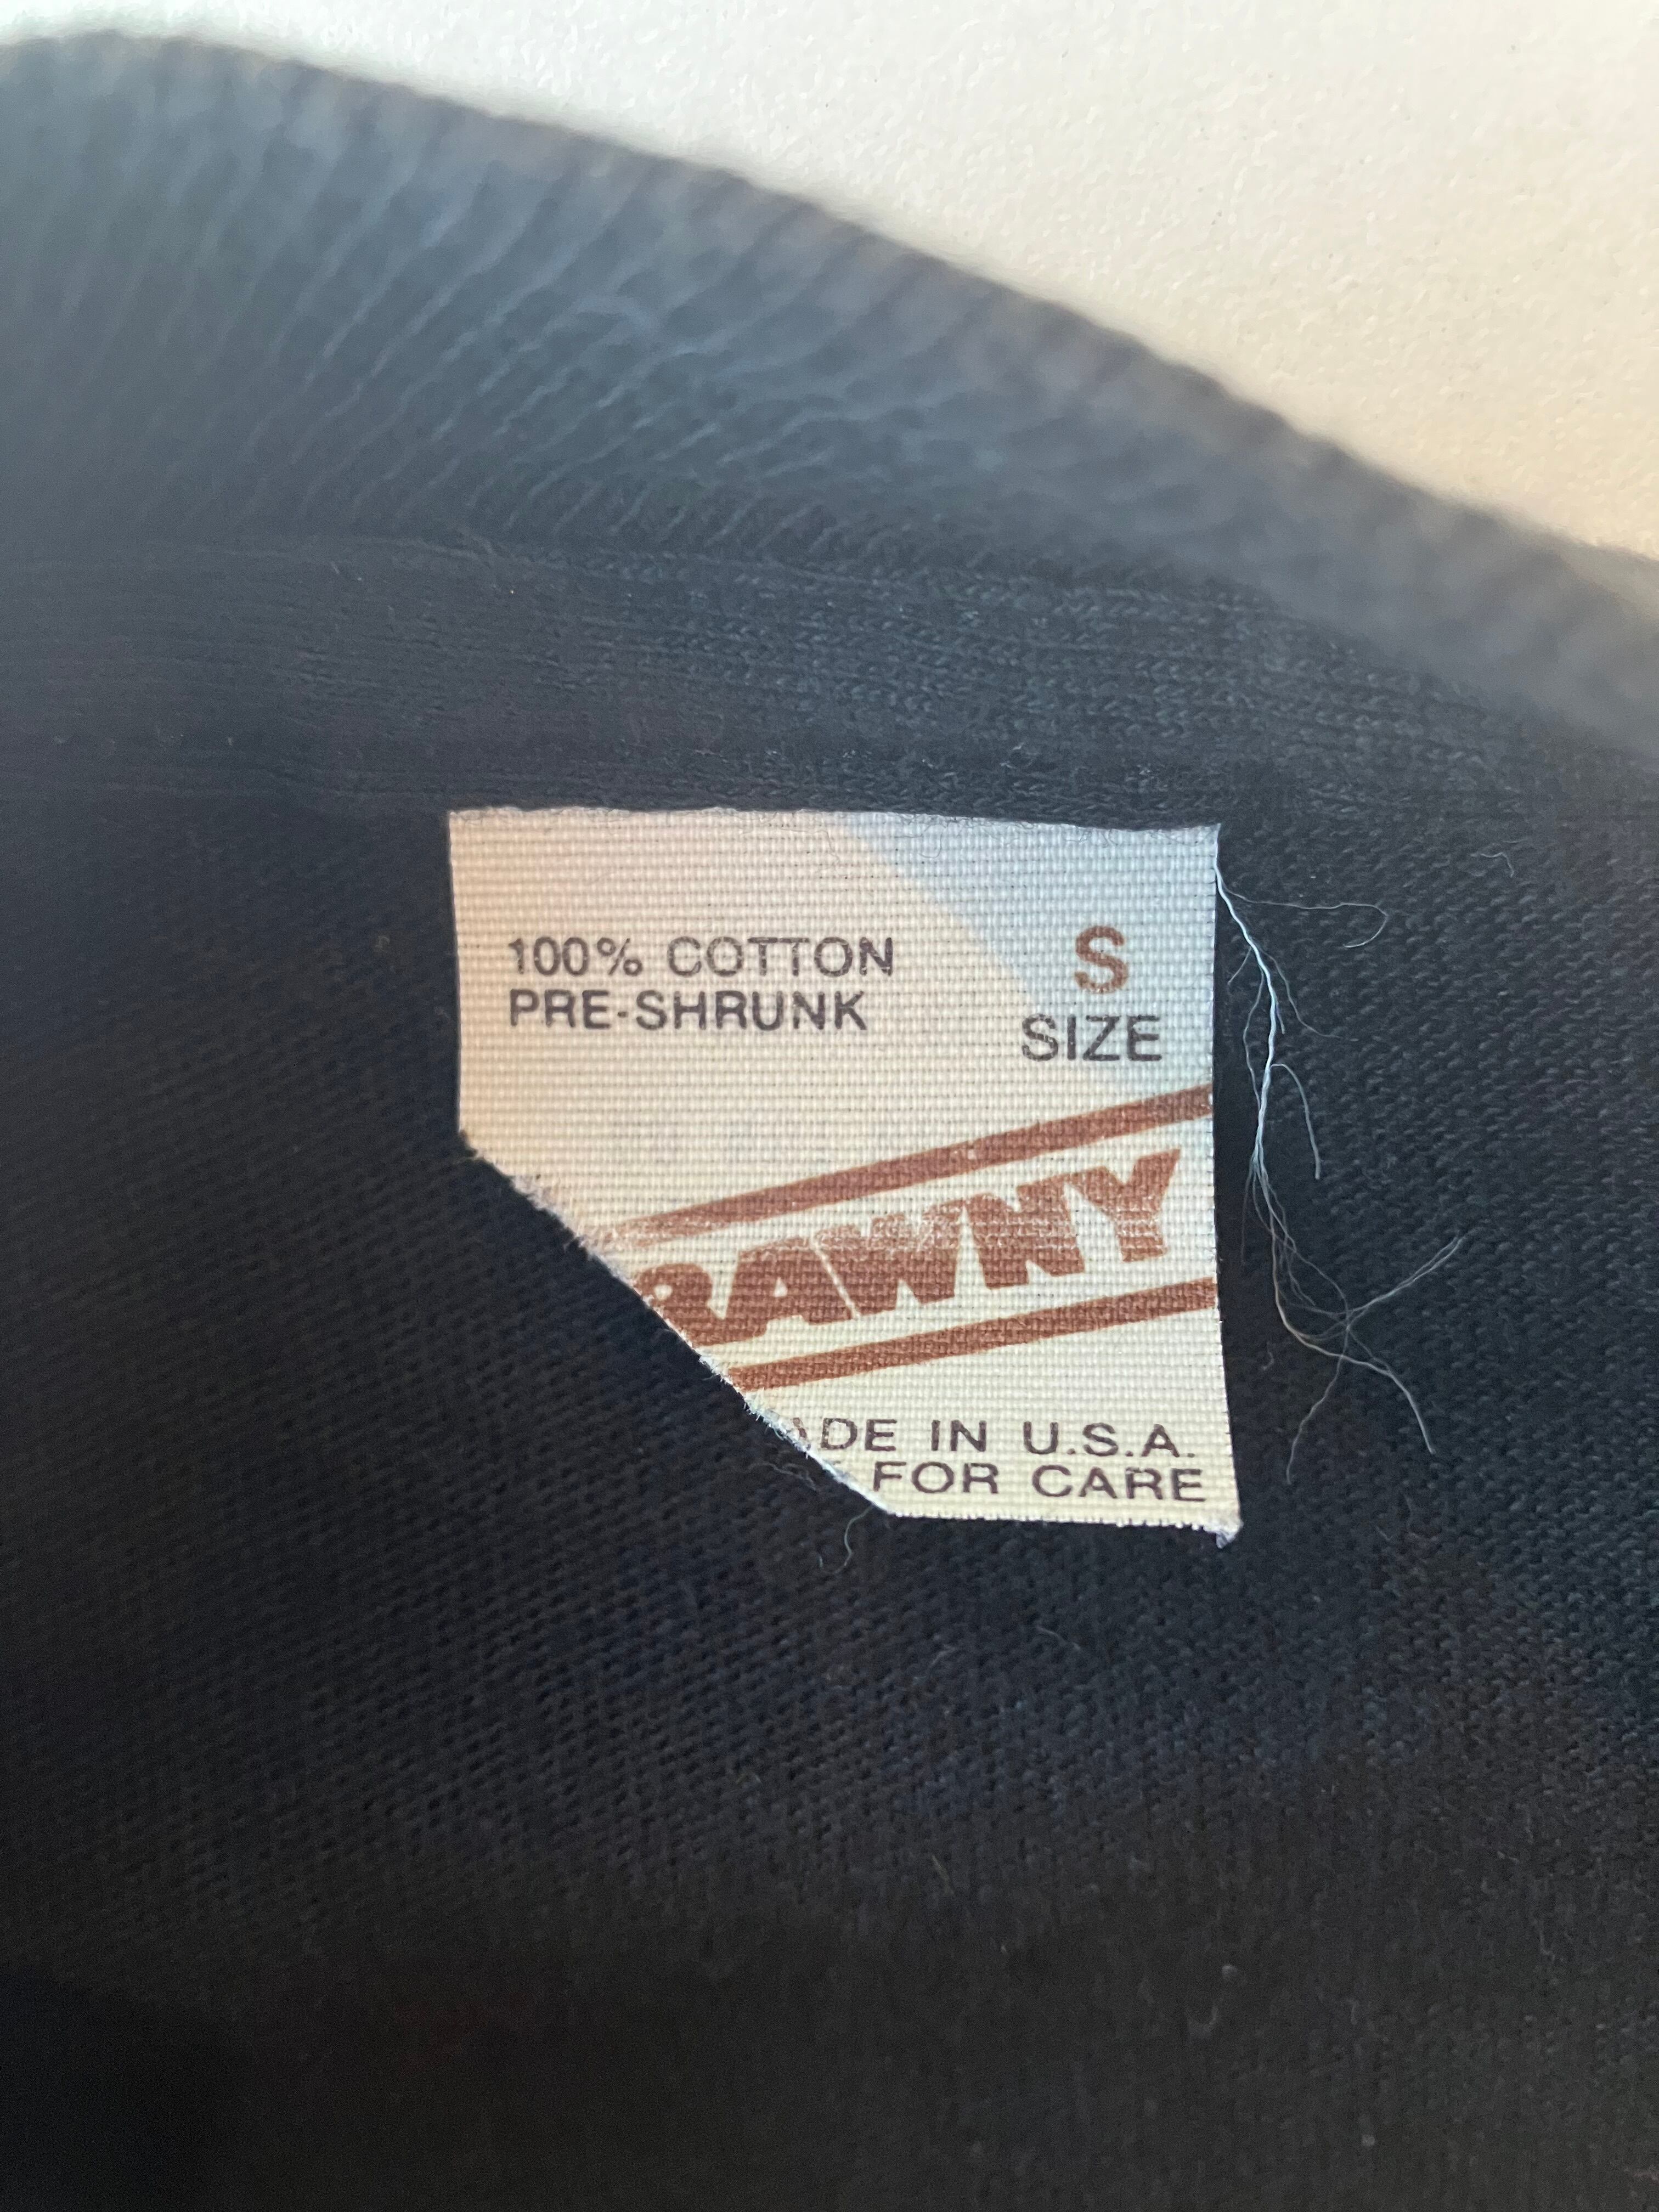 100% COTTON
PRE-SHRUNK
S
SIZE
RAWNY
ADE IN U.S.A.
FOR CARE